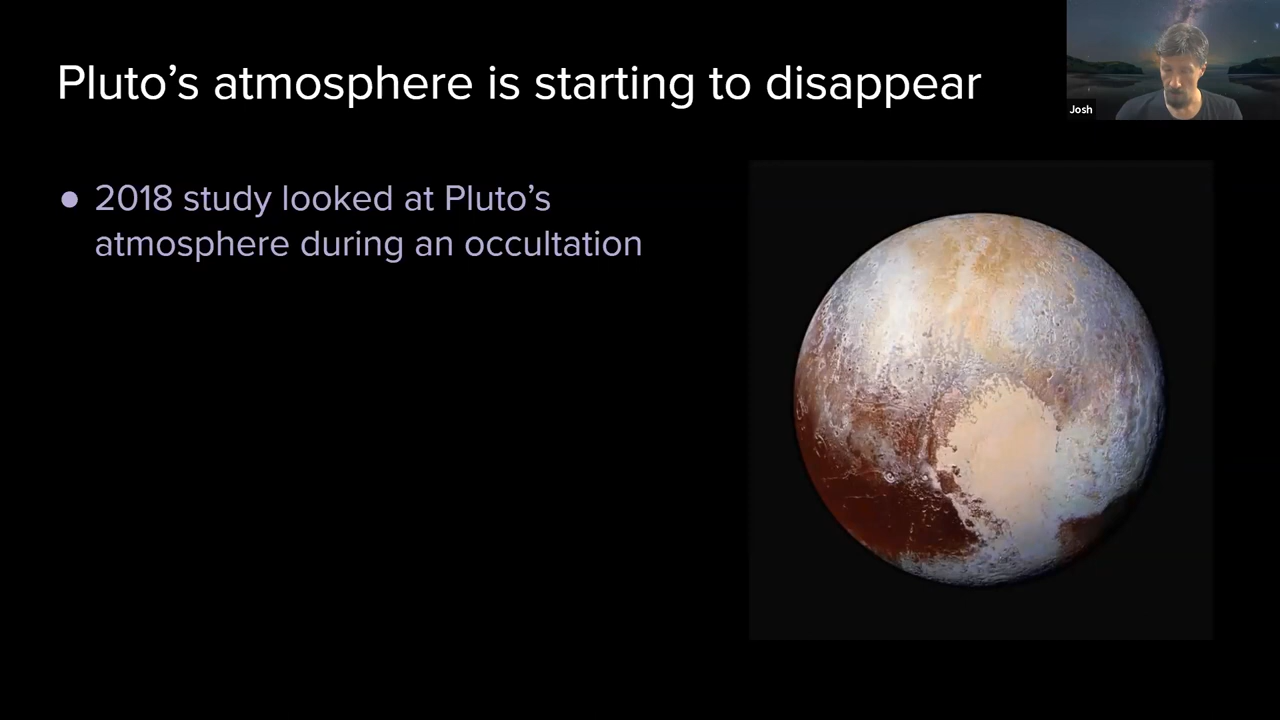 Pluto’s atmosphere is starting to disappear
Josh
● 2018 study looked at Pluto’s
atmosphere during an occultation